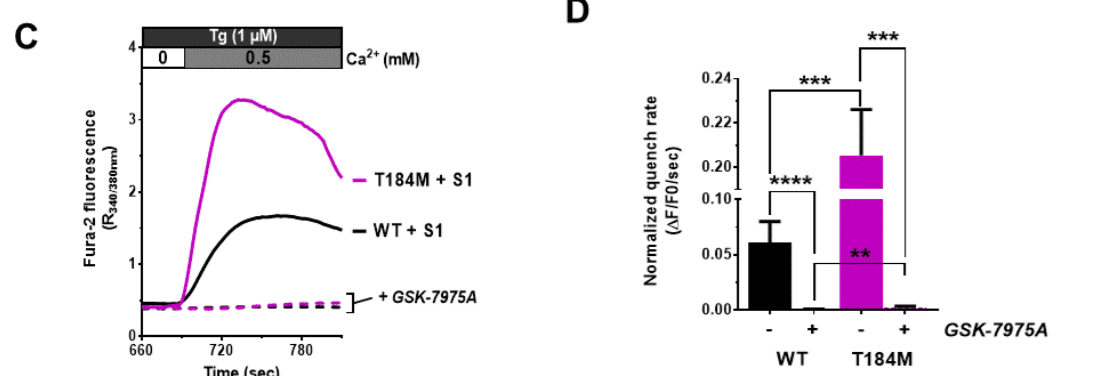 C
Tg (1 µM)
0
0.5
Ca²⁺ (mM)
4
3
2
1
0
Fura-2 fluorescence
(R340/380nm)
T184M + S1
WT + S1
+ GSK-7975A
660
720
780
Time (sec)
D
***
***
****
**
0.24
0.22
0.20
0.10
0.05
0.00
Normalized quench rate
(ΔF/F0/sec)
- + - + GSK-7975A
WT T184M